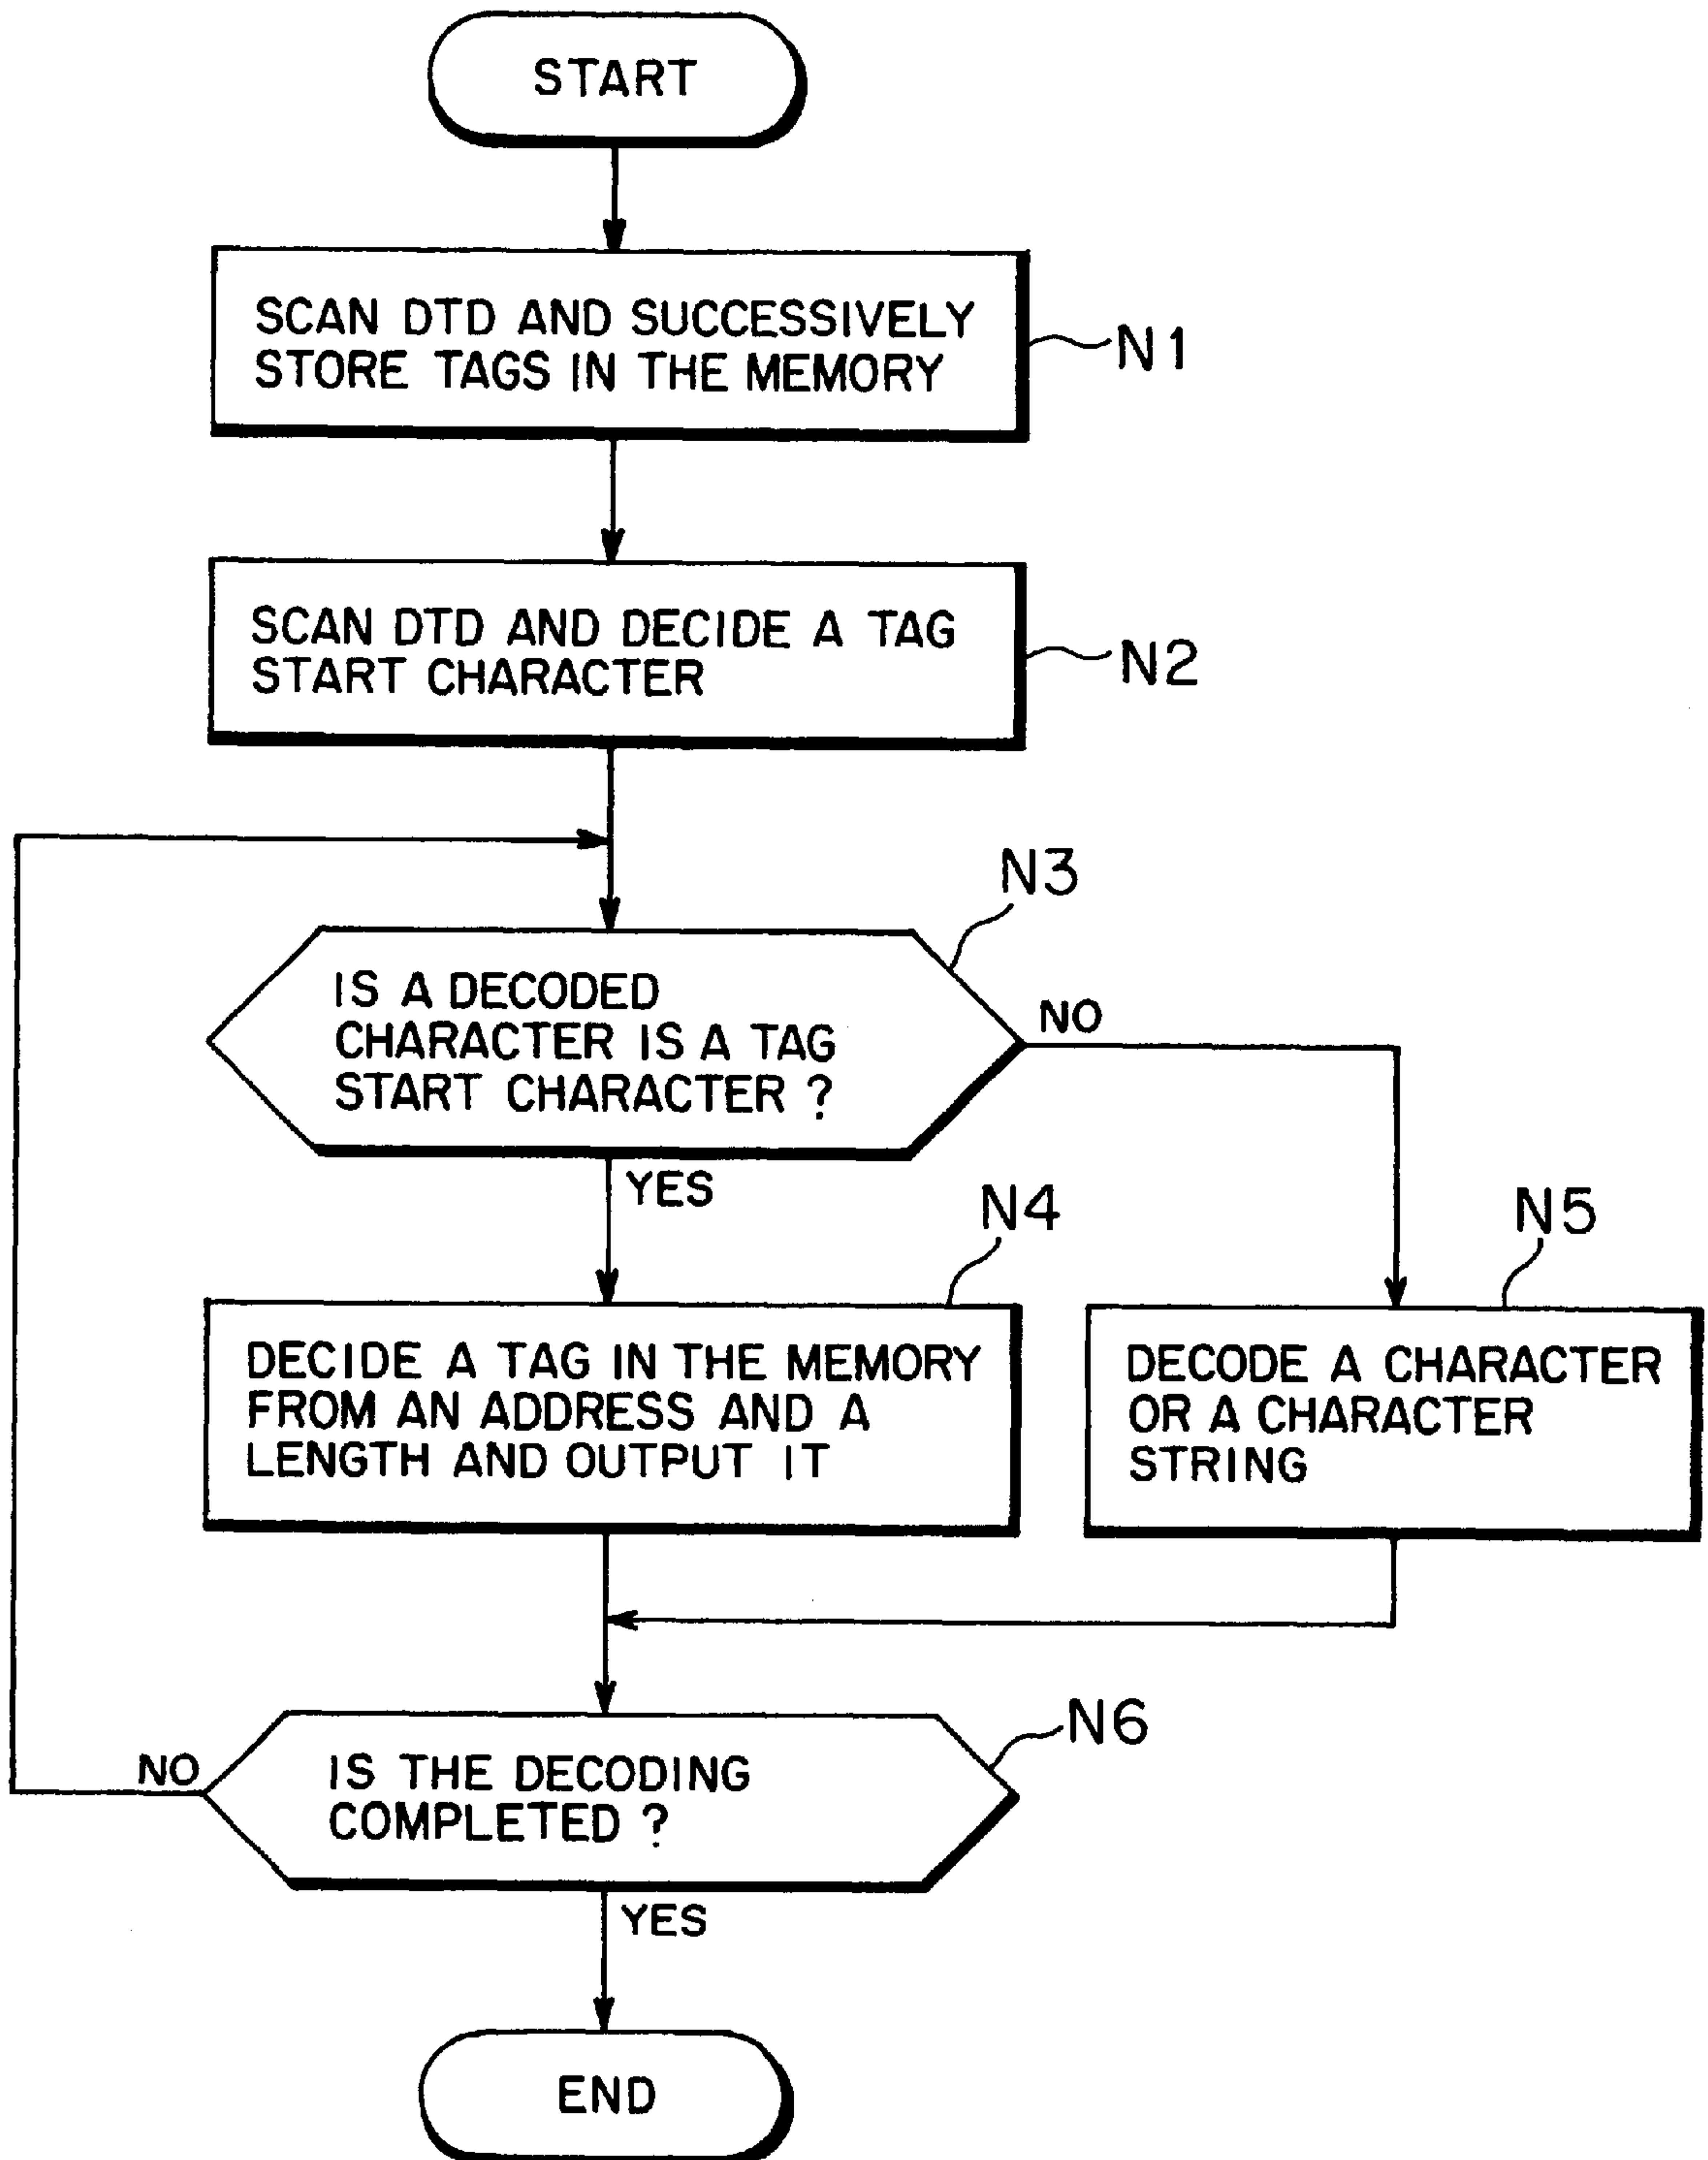 START
SCAN DTD AND SUCCESSIVELY
STORE TAGS IN THE MEMORY
N1
SCAN DTD AND DECIDE A TAG
START CHARACTER
N2
N3
IS A DECODED
CHARACTER IS A TAG
START CHARACTER ?
NO
YES
N4
N5
DECIDE A TAG IN THE MEMORY
FROM AN ADDRESS AND A
LENGTH AND OUTPUT IT
DECODE A CHARACTER
OR A CHARACTER
STRING
N6
NO
IS THE DECODING
COMPLETED ?
YES
END